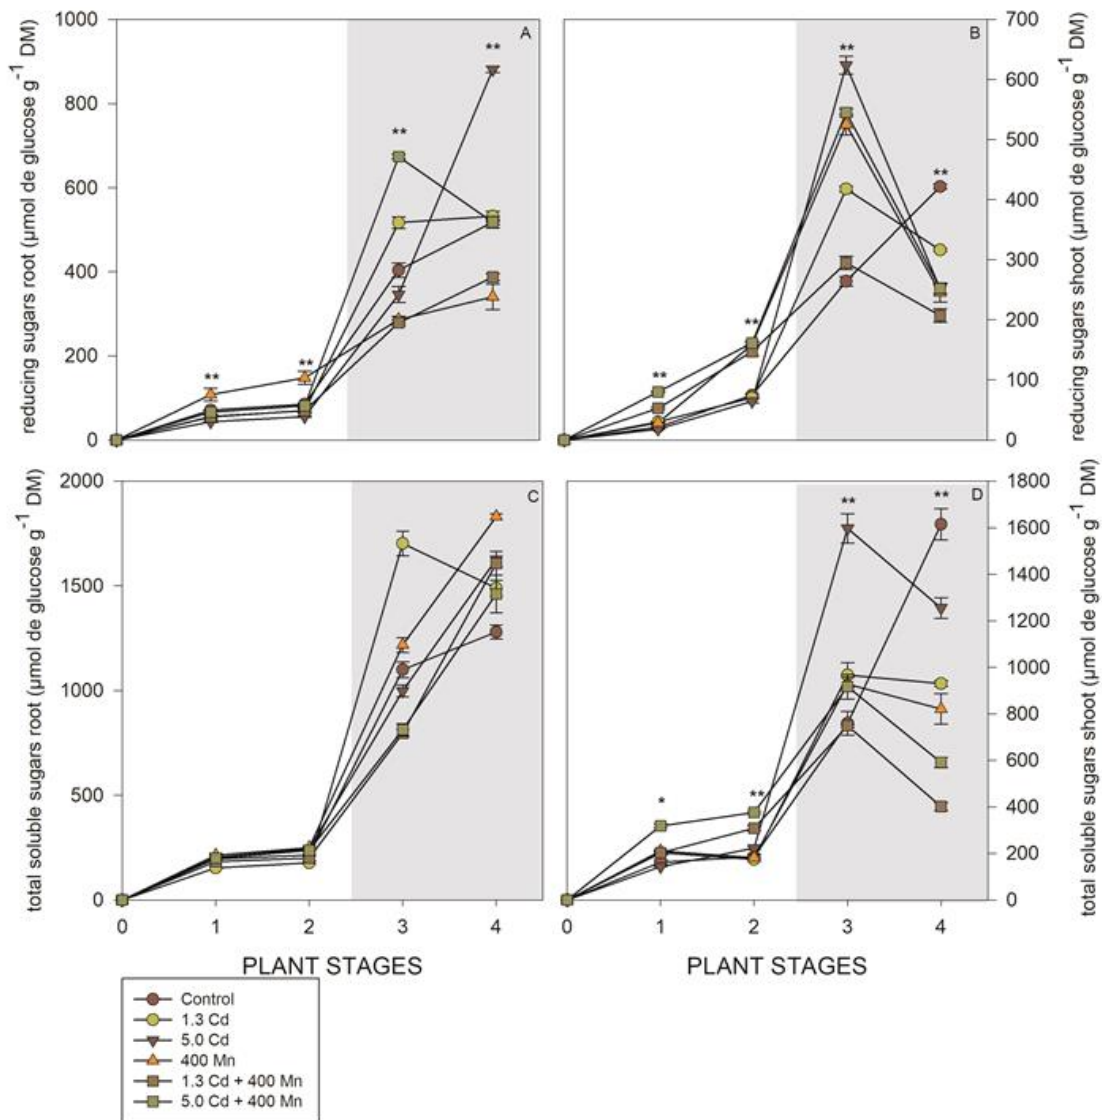 1000
800
600
400
200
0
reducing sugars root (µmol de glucose g⁻¹ DM)
A
**
**
**
**
700
600
500
400
300
200
100
0
reducing sugars shoot (µmol de glucose g⁻¹ DM)
B
**
**
**
**
2000
1500
1000
500
0
total soluble sugars root (µmol de glucose g⁻¹ DM)
C
0 1 2 3 4
PLANT STAGES
1800
1600
1400
1200
1000
800
600
400
200
0
total soluble sugars shoot (µmol de glucose g⁻¹ DM)
D
*
**
**
**
0 1 2 3 4
PLANT STAGES
Control
1.3 Cd
5.0 Cd
400 Mn
1.3 Cd + 400 Mn
5.0 Cd + 400 Mn